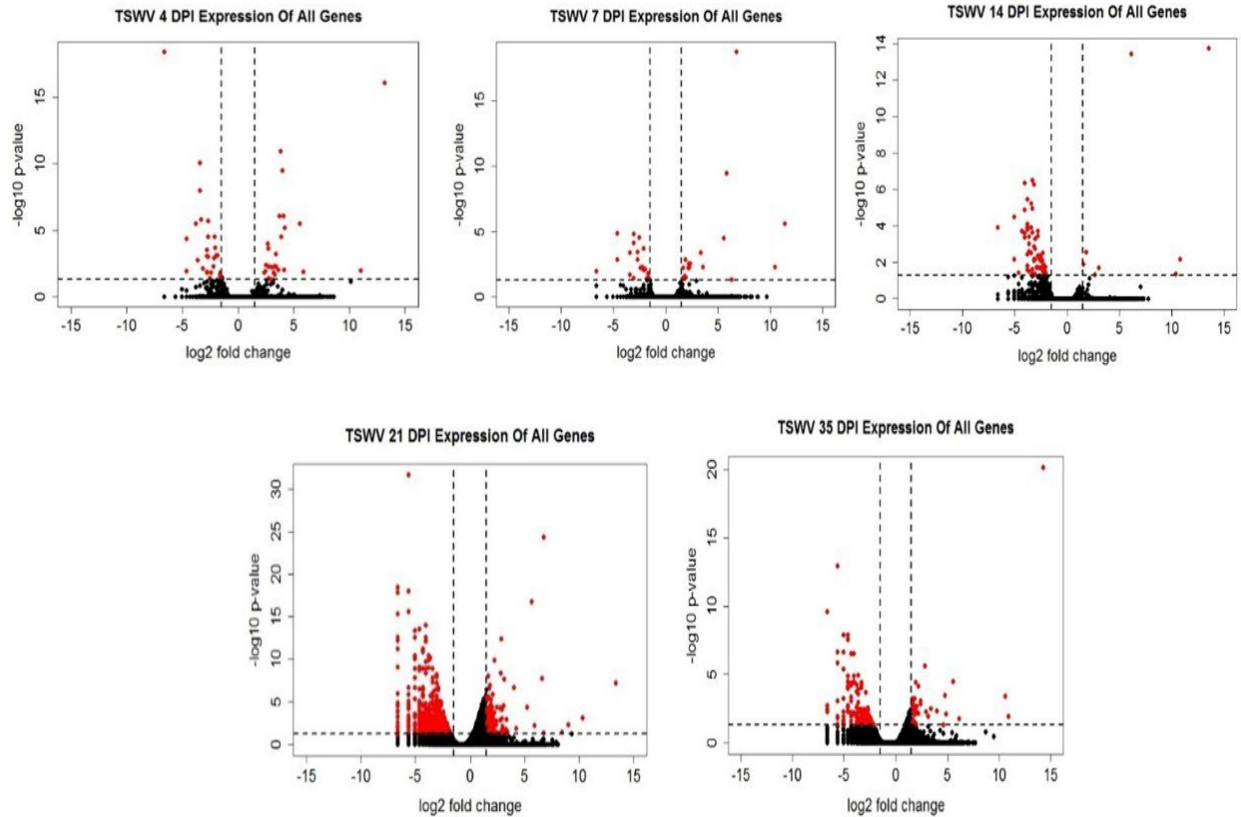 TSWV 4 DPI Expression Of All Genes
-log10 p-value
15
10
5
0
-15 -10 -5 0 5 10 15
log2 fold change
TSWV 7 DPI Expression Of All Genes
-log10 p-value
15
10
5
0
-15 -10 -5 0 5 10 15
log2 fold change
TSWV 14 DPI Expression Of All Genes
-log10 p-value
14
12
10
8
6
4
2
0
-15 -10 -5 0 5 10 15
log2 fold change
TSWV 21 DPI Expression Of All Genes
-log10 p-value
30
25
20
15
10
5
0
-15 -10 -5 0 5 10 15
log2 fold change
TSWV 35 DPI Expression Of All Genes
-log10 p-value
20
15
10
5
0
-15 -10 -5 0 5 10 15
log2 fold change